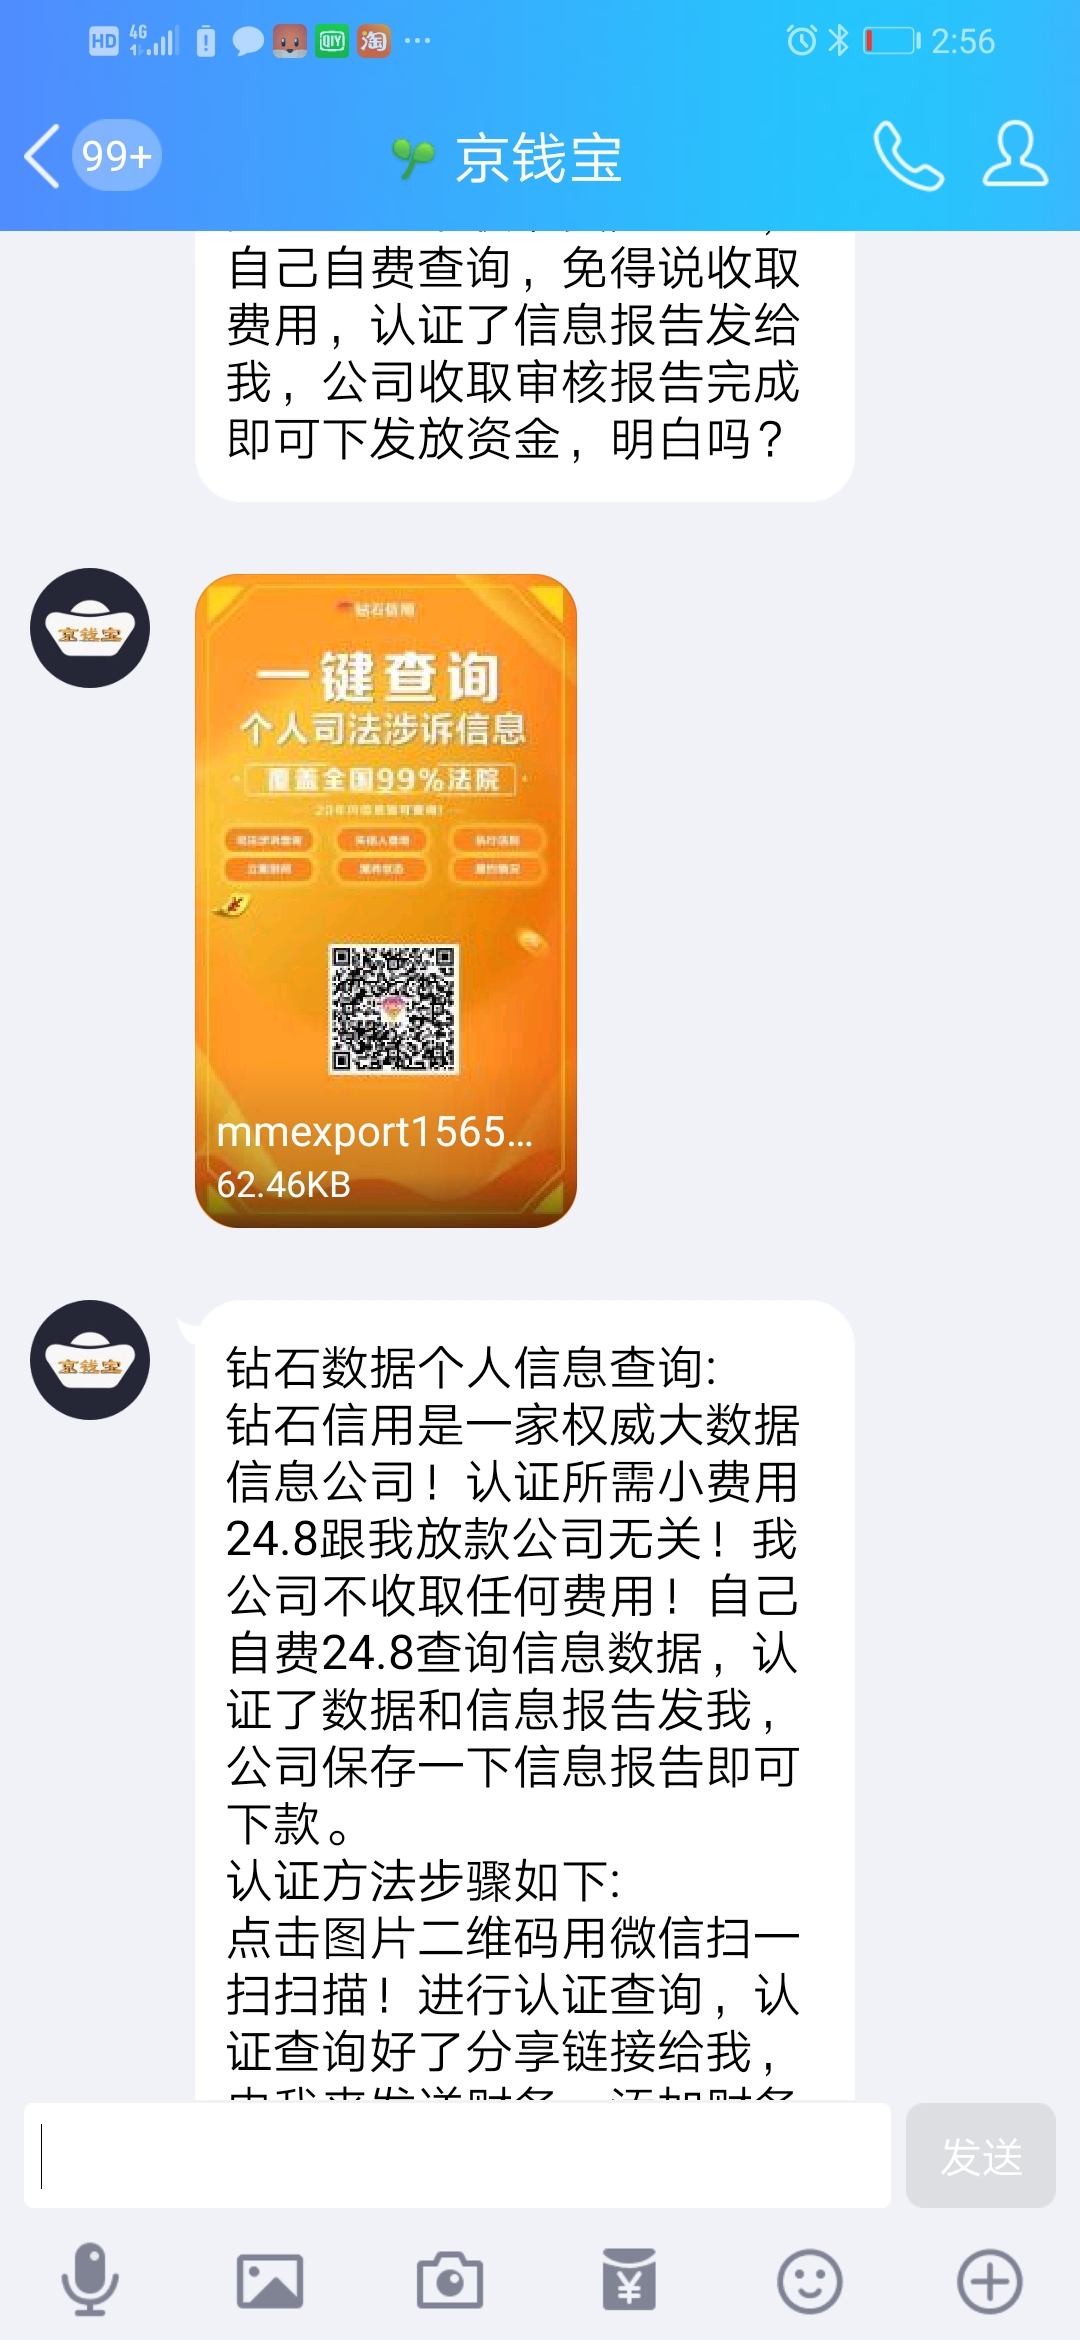 HD 4G 2:56
99+ 京钱宝
自己自费查询，免得说收取
费用，认证了信息报告发给
我，公司收取审核报告完成
即可下发放资金，明白吗？
京钱宝
钻石信用
一键查询
个人司法涉诉信息
覆盖全国99%法院
mmexport1565...
62.46KB
京钱宝
钻石数据个人信息查询:
钻石信用是一家权威大数据
信息公司！认证所需小费用
24.8跟我放款公司无关！我
公司不收取任何费用！自己
自费24.8查询信息数据，认
证了数据和信息报告发我，
公司保存一下信息报告即可
下款。
认证方法步骤如下:
点击图片二维码用微信扫一
扫扫描！进行认证查询，认
证查询好了分享链接给我，
发送